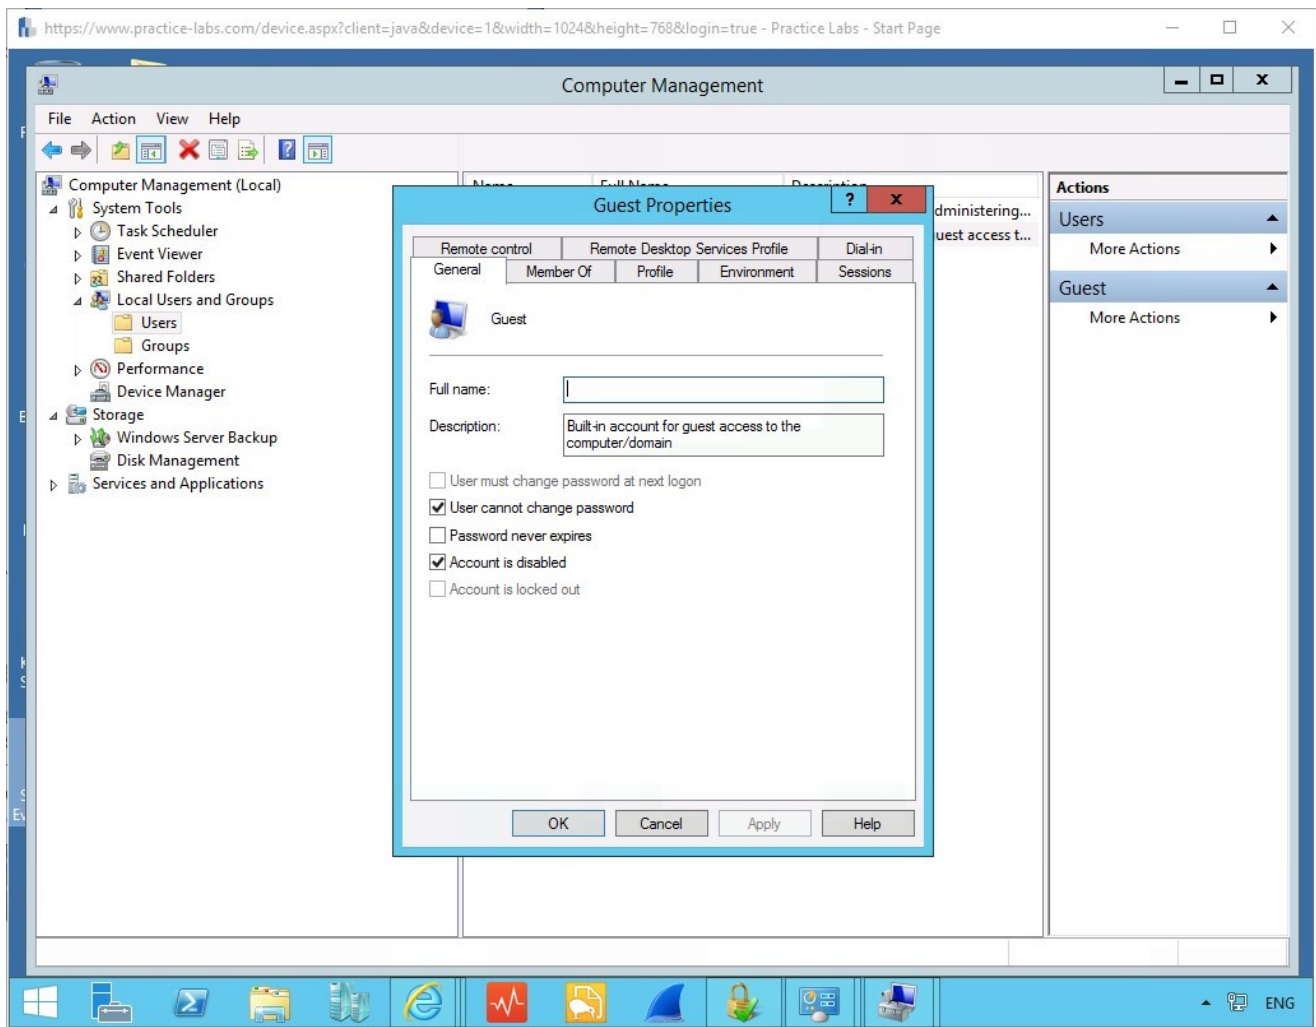 https://www.practice-labs.com/device.aspx?client=java&device=1&width=1024&height=768&login=true - Practice Labs - Start Page
Computer Management
File Action View Help
Computer Management (Local)
System Tools
Task Scheduler
Event Viewer
Shared Folders
Local Users and Groups
Users
Groups
Performance
Device Manager
Storage
Windows Server Backup
Disk Management
Services and Applications
Name Full Name Description
dministering...
uest access t...
Guest Properties
? x
Remote control Remote Desktop Services Profile Dial-in
General Member Of Profile Environment Sessions
Guest
Full name:
Description: Built-in account for guest access to the
computer/domain
User must change password at next logon
User cannot change password
Password never expires
Account is disabled
Account is locked out
OK Cancel Apply Help
Actions
Users
More Actions
Guest
More Actions
ENG